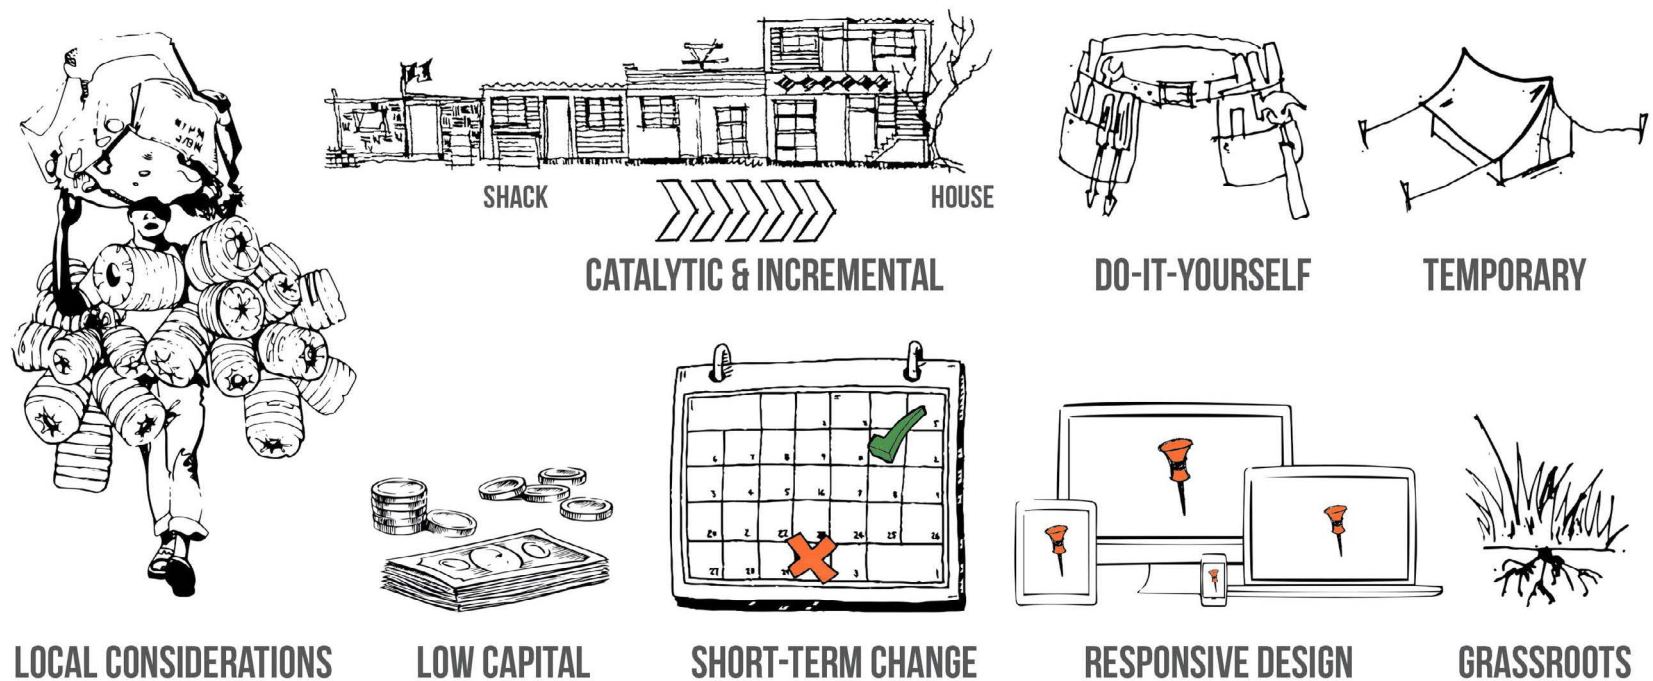 SHACK
HOUSE
CATALYTIC & INCREMENTAL
DO-IT-YOURSELF
TEMPORARY
LOCAL CONSIDERATIONS
LOW CAPITAL
SHORT-TERM CHANGE
RESPONSIVE DESIGN
GRASSROOTS